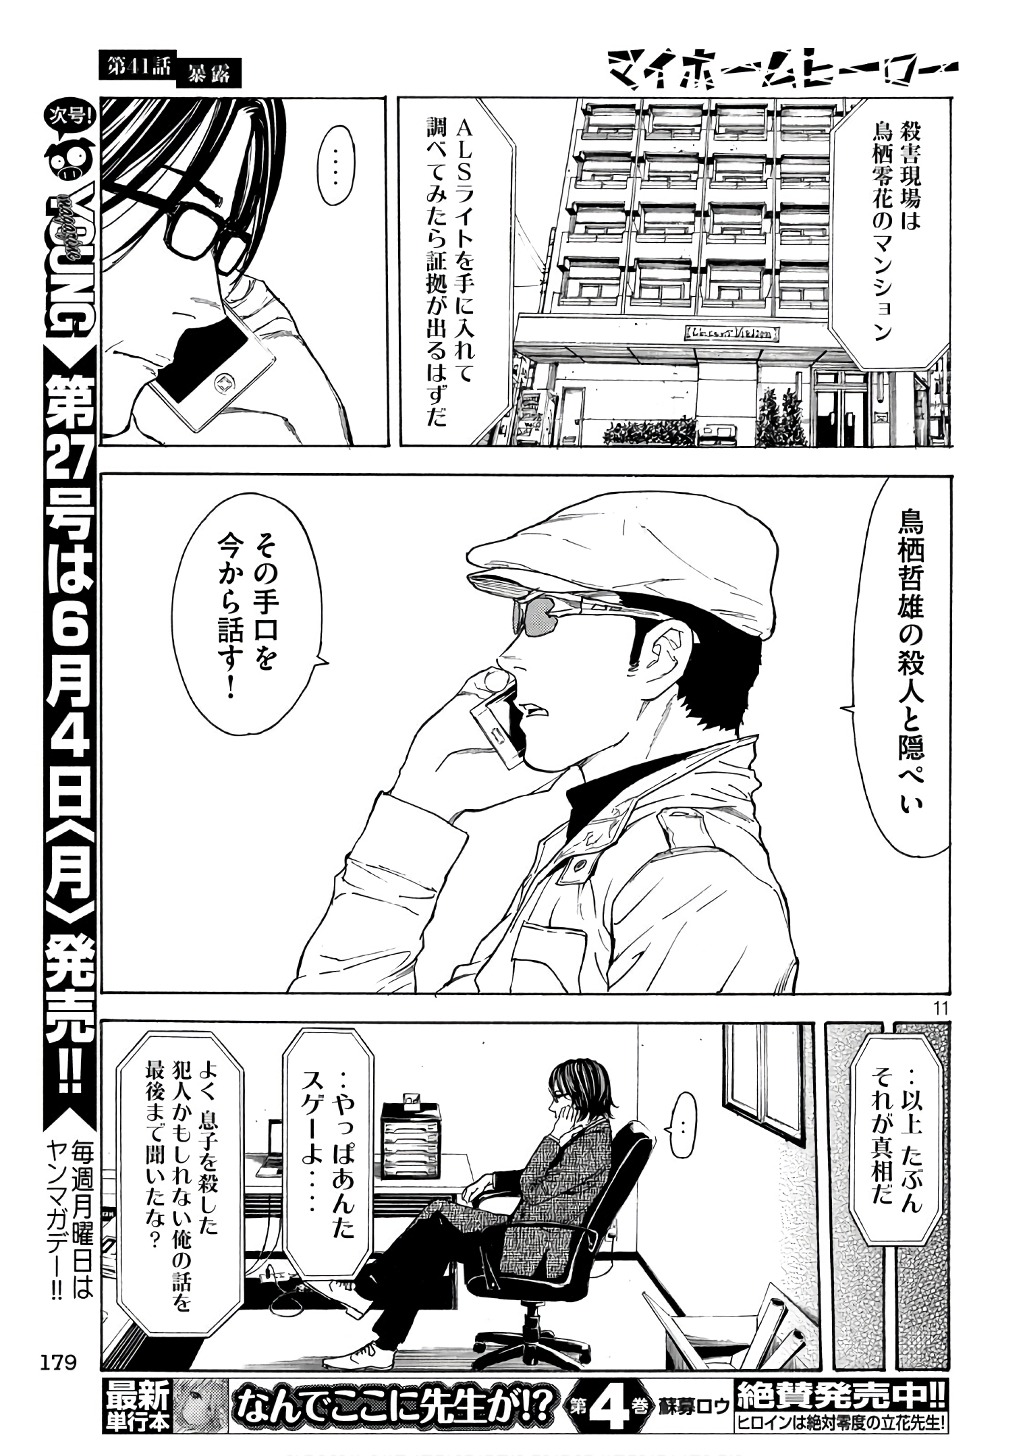 第41話
暴露
マイホームヒーロー
殺害現場は
鳥栖零花のマンション
ALSライトを手に入れて
調べてみたら証拠が出るはずだ
‥‥
鳥栖哲雄の殺人と隠ぺい
その手口を
今から話す!
11
‥以上 たぶん
それが真相だ
‥
‥やっぱあんた
スゲーよ‥‥
よく 息子を殺した
犯人かもしれない俺の話を
最後まで聞いたな?
次号!
YOUNG
magazine
第27号は6月4日〈月〉発売!!
毎週月曜日は
ヤンマガデー!!
179
最新
単行本
なんでここに先生が!?
第4巻
蘇募ロウ
絶賛発売中!!
ヒロインは絶対零度の立花先生!